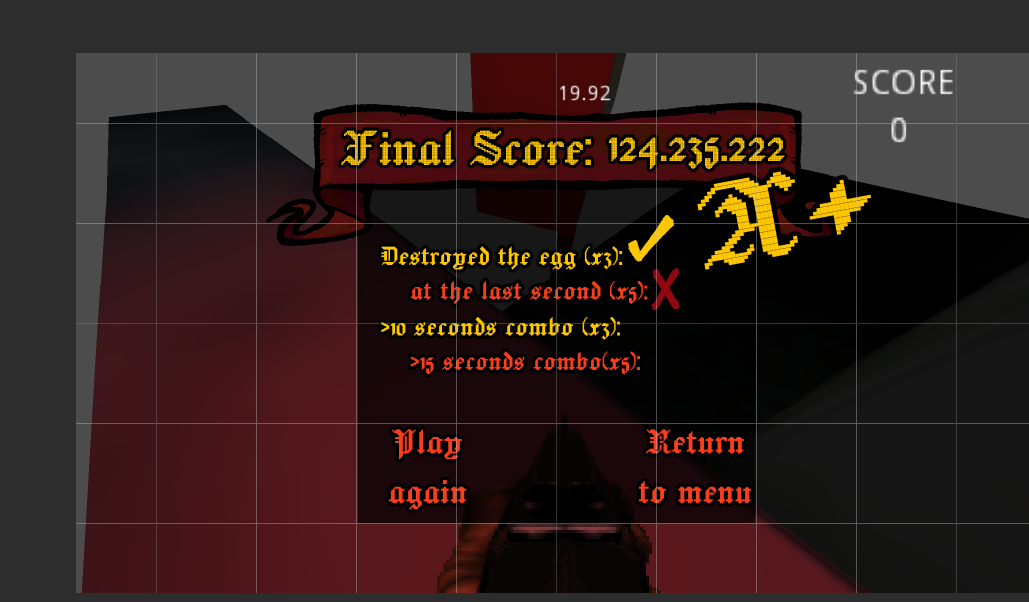 SCORE
0
19.92
Final Score: 124.235.222
A+
Destroyed the egg (x3): ✓
at the last second (x5): X
>10 seconds combo (x3):
>15 seconds combo(x5):
Play
again
Return
to menu